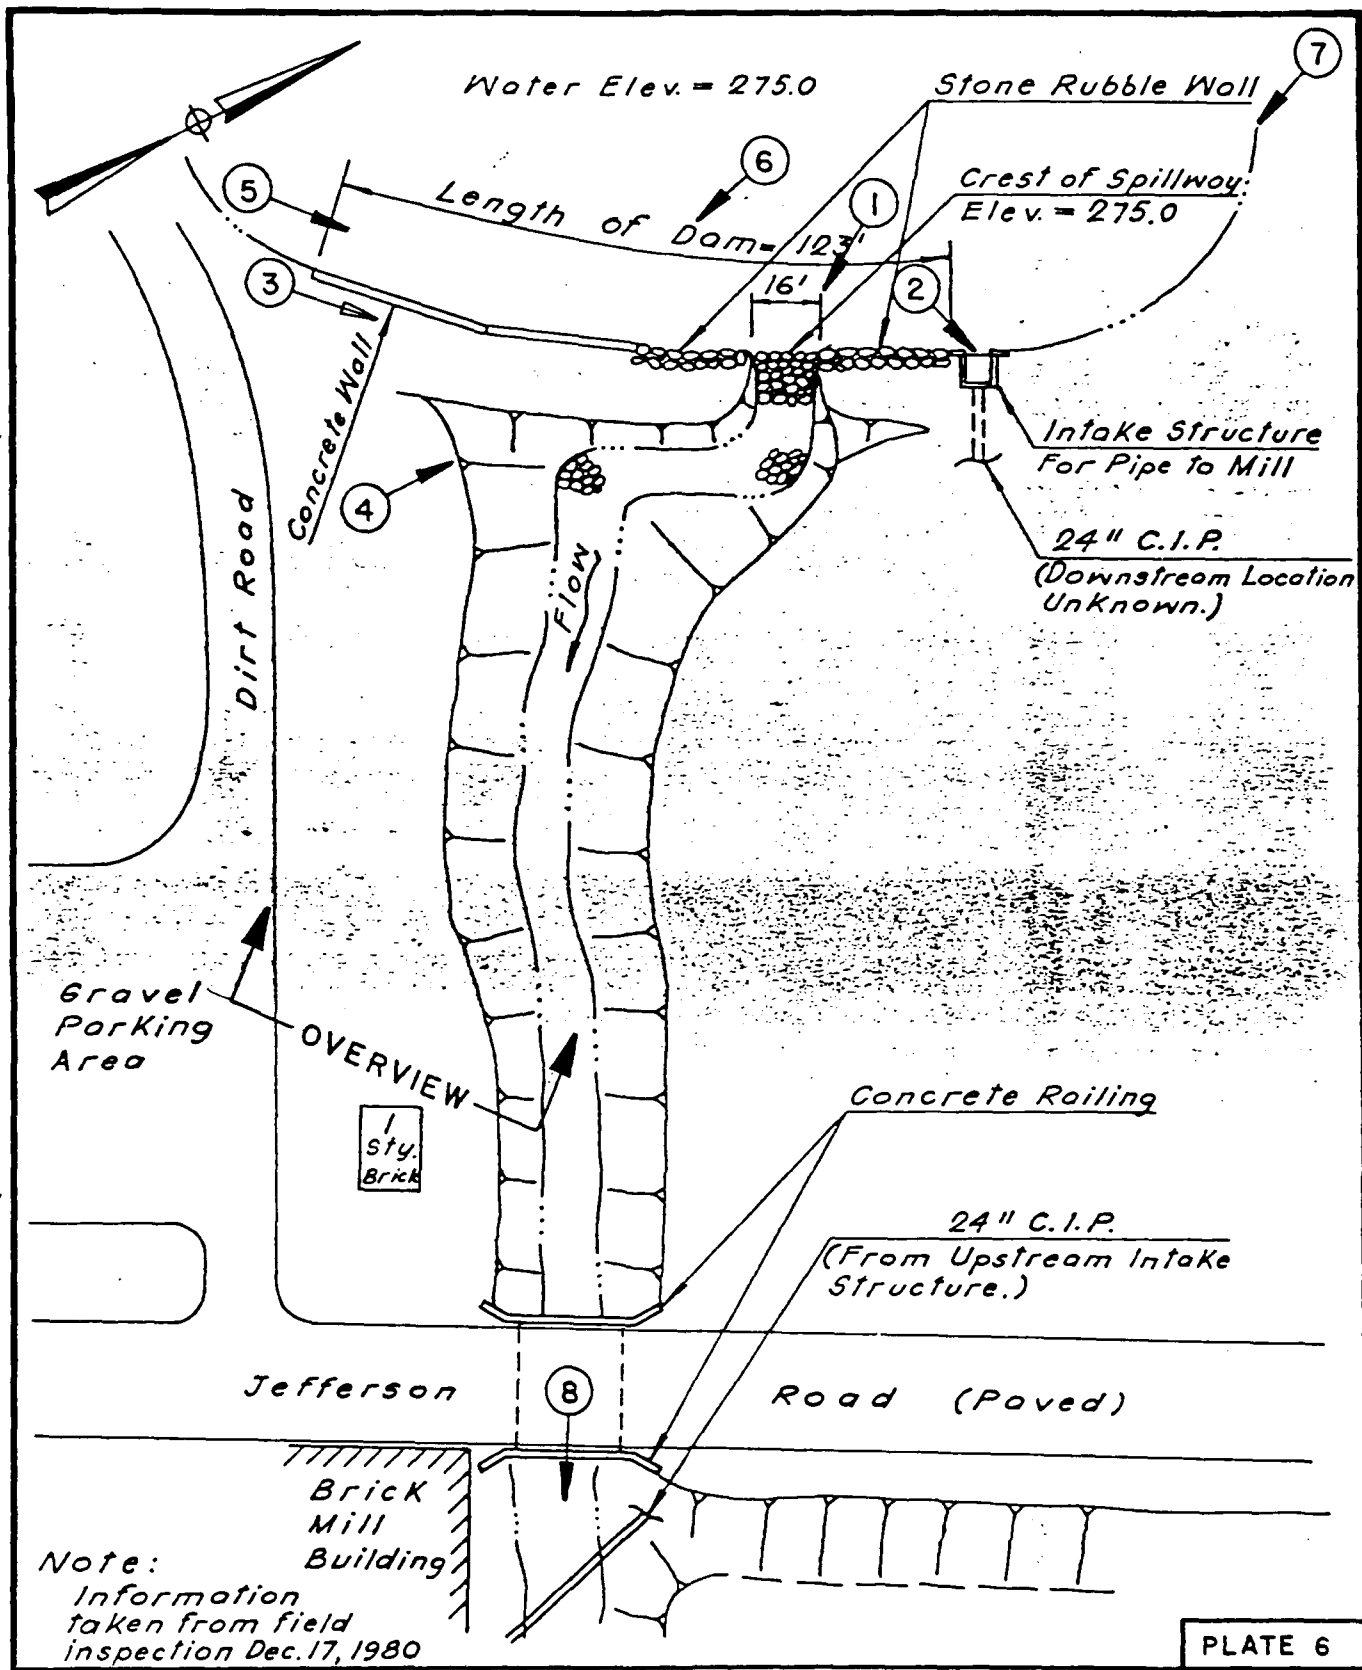 7
Water Elev. = 275.0
Stone Rubble Wall
6
5
Length of Dam = 123'
1
Crest of Spillway:
Elev. = 275.0
3
16'
2
Concrete Wall
Intake Structure
For Pipe to Mill
4
24" C.I.P.
(Downstream Location
Unknown.)
Dirt Road
Flow
Gravel
Parking
Area
OVERVIEW
1
Sty.
Brick
Concrete Railing
24" C.I.P.
(From Upstream Intake
Structure.)
Jefferson Road (Paved)
8
Brick
Mill
Building
Note:
Information
taken from field
inspection Dec. 17, 1980
PLATE 6